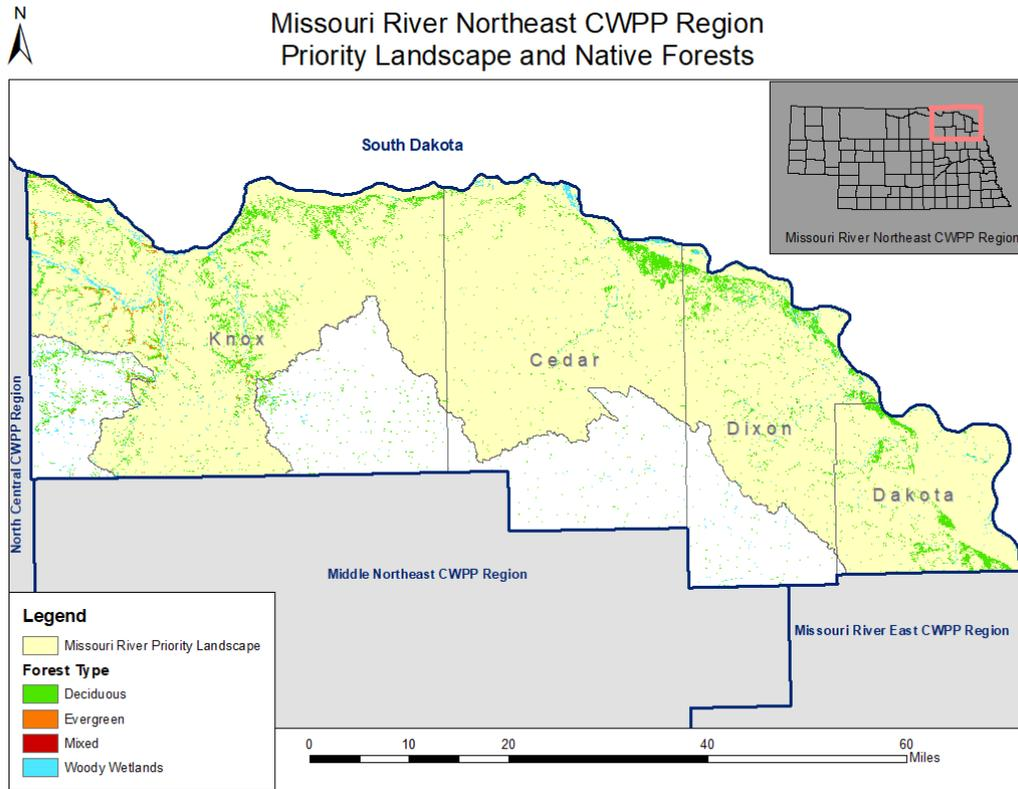 N
Missouri River Northeast CWPP Region
Priority Landscape and Native Forests
South Dakota
Missouri River Northeast CWPP Region
Knox
Cedar
Dixon
Dakota
North Central CWPP Region
Middle Northeast CWPP Region
Missouri River East CWPP Region
Legend
Missouri River Priority Landscape
Forest Type
Deciduous
Evergreen
Mixed
Woody Wetlands
0 10 20 40 60
Miles